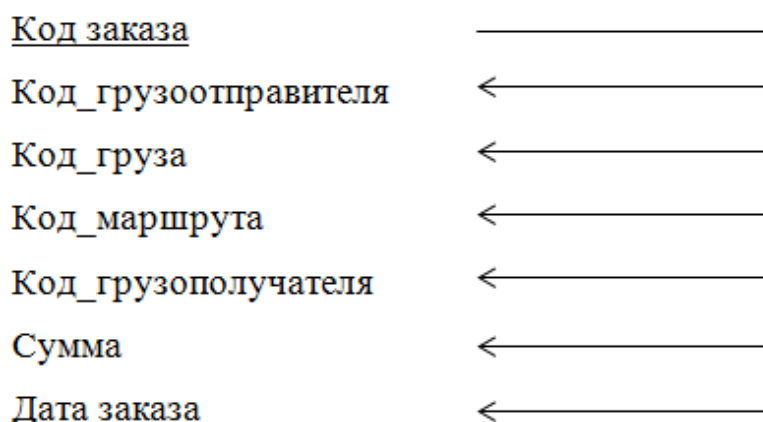 Код заказа
Код_грузоотправителя
Код_груза
Код_маршрута
Код_грузополучателя
Сумма
Дата заказа